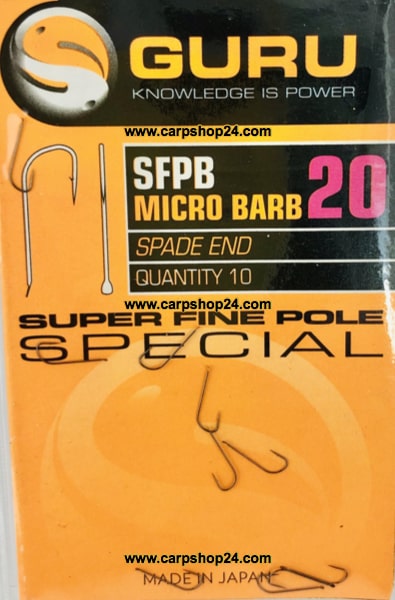 GURU
KNOWLEDGE IS POWER
www.carpshop24.com
SFPB
MICRO BARB 20
SPADE END
QUANTITY 10
www.carpshop24.com
SUPER FINE POLE
SPECIAL
www.carpshop24.com
MADE IN JAPAN